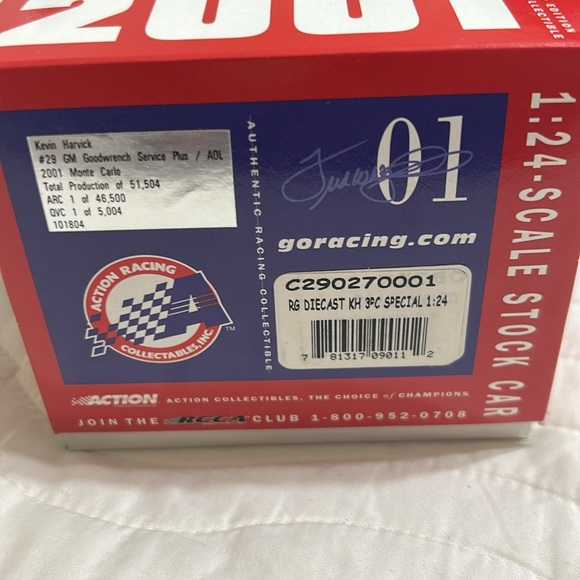 2001
EDITION
COLLECTIBLE
1:24-SCALE STOCK CAR
Kevin Harvick
#29 GM Goodwrench Service Plus / AOL
2001 Monte Carlo
Total Production of 51,504
ARC 1 of 46,500
QVC 1 of 5,004
101804
AUTHENTIC RACING COLLECTIBLE
01
goracing.com
ACTION RACING
COLLECTABLES, INC.
TM
C290270001
RG DIECAST KH 3PC SPECIAL 1:24
7 81317 09011 2
ACTION ACTION COLLECTIBLES, THE CHOICE of CHAMPIONS
JOIN THE RCCA CLUB 1-800-952-0708